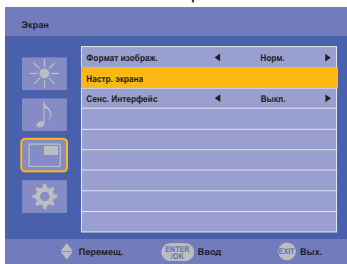 Экран
Формат изображ. Норм.
Настр. экрана
Сенс. Интерфейс Выкл.
Перемещ. ENTER /OK Ввод EXIT Вых.